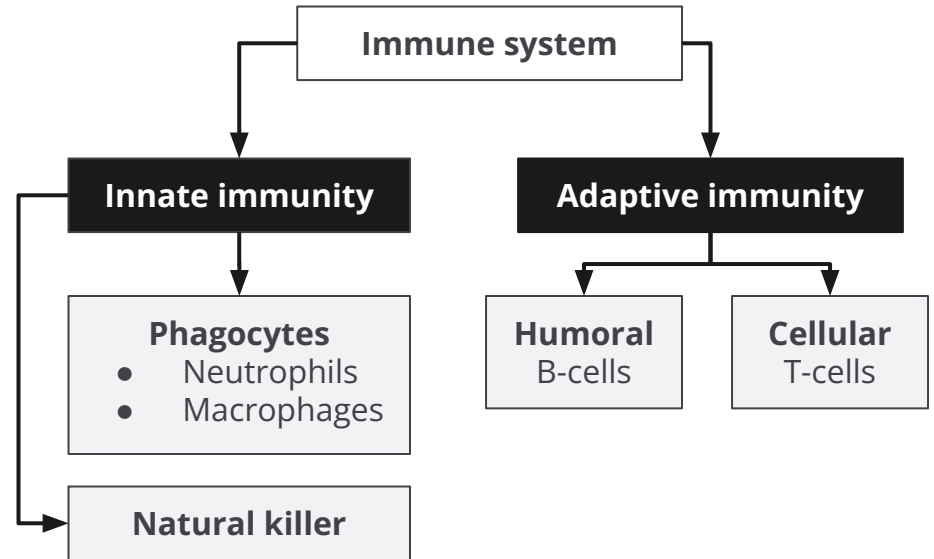 Immune system
Innate immunity
Adaptive immunity
Phagocytes
● Neutrophils
● Macrophages
Humoral
B-cells
Cellular
T-cells
Natural killer